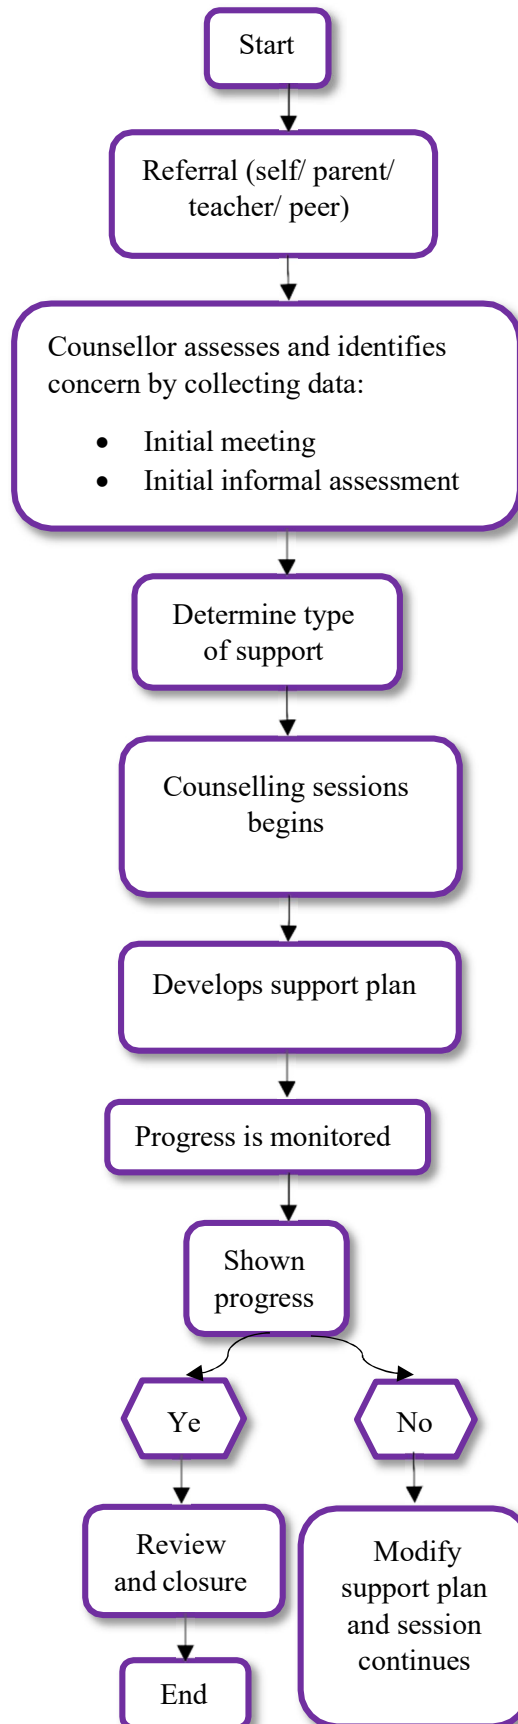 Start
Referral (self/ parent/
teacher/ peer)
Counsellor assesses and identifies
concern by collecting data:
• Initial meeting
• Initial informal assessment
Determine type
of support
Counselling sessions
begins
Develops support plan
Progress is monitored
Shown
progress
Ye
No
Review
and closure
Modify
support plan
and session
continues
End